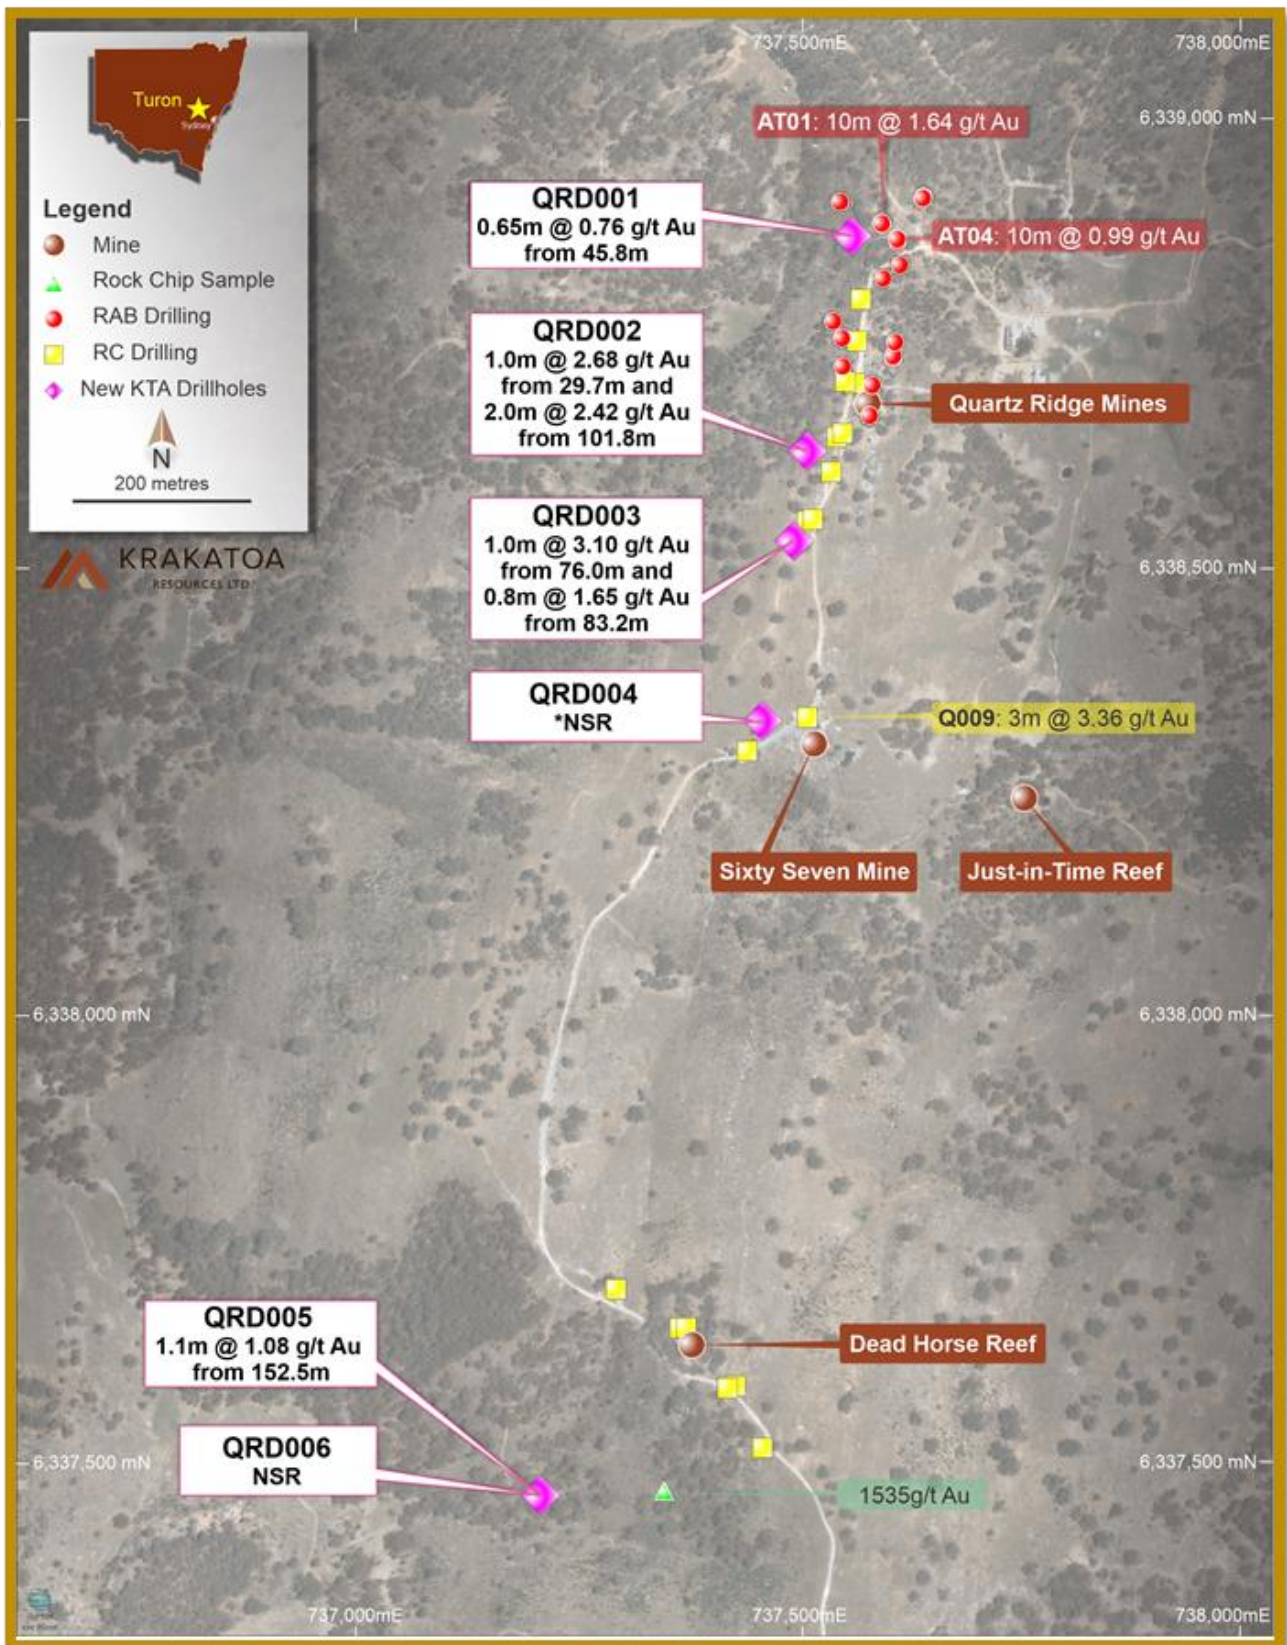 737,500mE
738,000mE
Turon
Sydney
Legend
Mine
Rock Chip Sample
RAB Drilling
RC Drilling
New KTA Drillholes
N
200 metres
KRAKATOA
RESOURCES LTD
6,339,000 mN
AT01: 10m @ 1.64 g/t Au
QRD001
0.65m @ 0.76 g/t Au
from 45.8m
AT04: 10m @ 0.99 g/t Au
QRD002
1.0m @ 2.68 g/t Au
from 29.7m and
2.0m @ 2.42 g/t Au
from 101.8m
Quartz Ridge Mines
QRD003
1.0m @ 3.10 g/t Au
from 76.0m and
0.8m @ 1.65 g/t Au
from 83.2m
6,338,500 mN
QRD004
*NSR
Q009: 3m @ 3.36 g/t Au
Sixty Seven Mine
Just-in-Time Reef
6,338,000 mN
6,338,000 mN
QRD005
1.1m @ 1.08 g/t Au
from 152.5m
Dead Horse Reef
QRD006
NSR
6,337,500 mN
6,337,500 mN
1535g/t Au
737,000mE
737,500mE
738,000mE